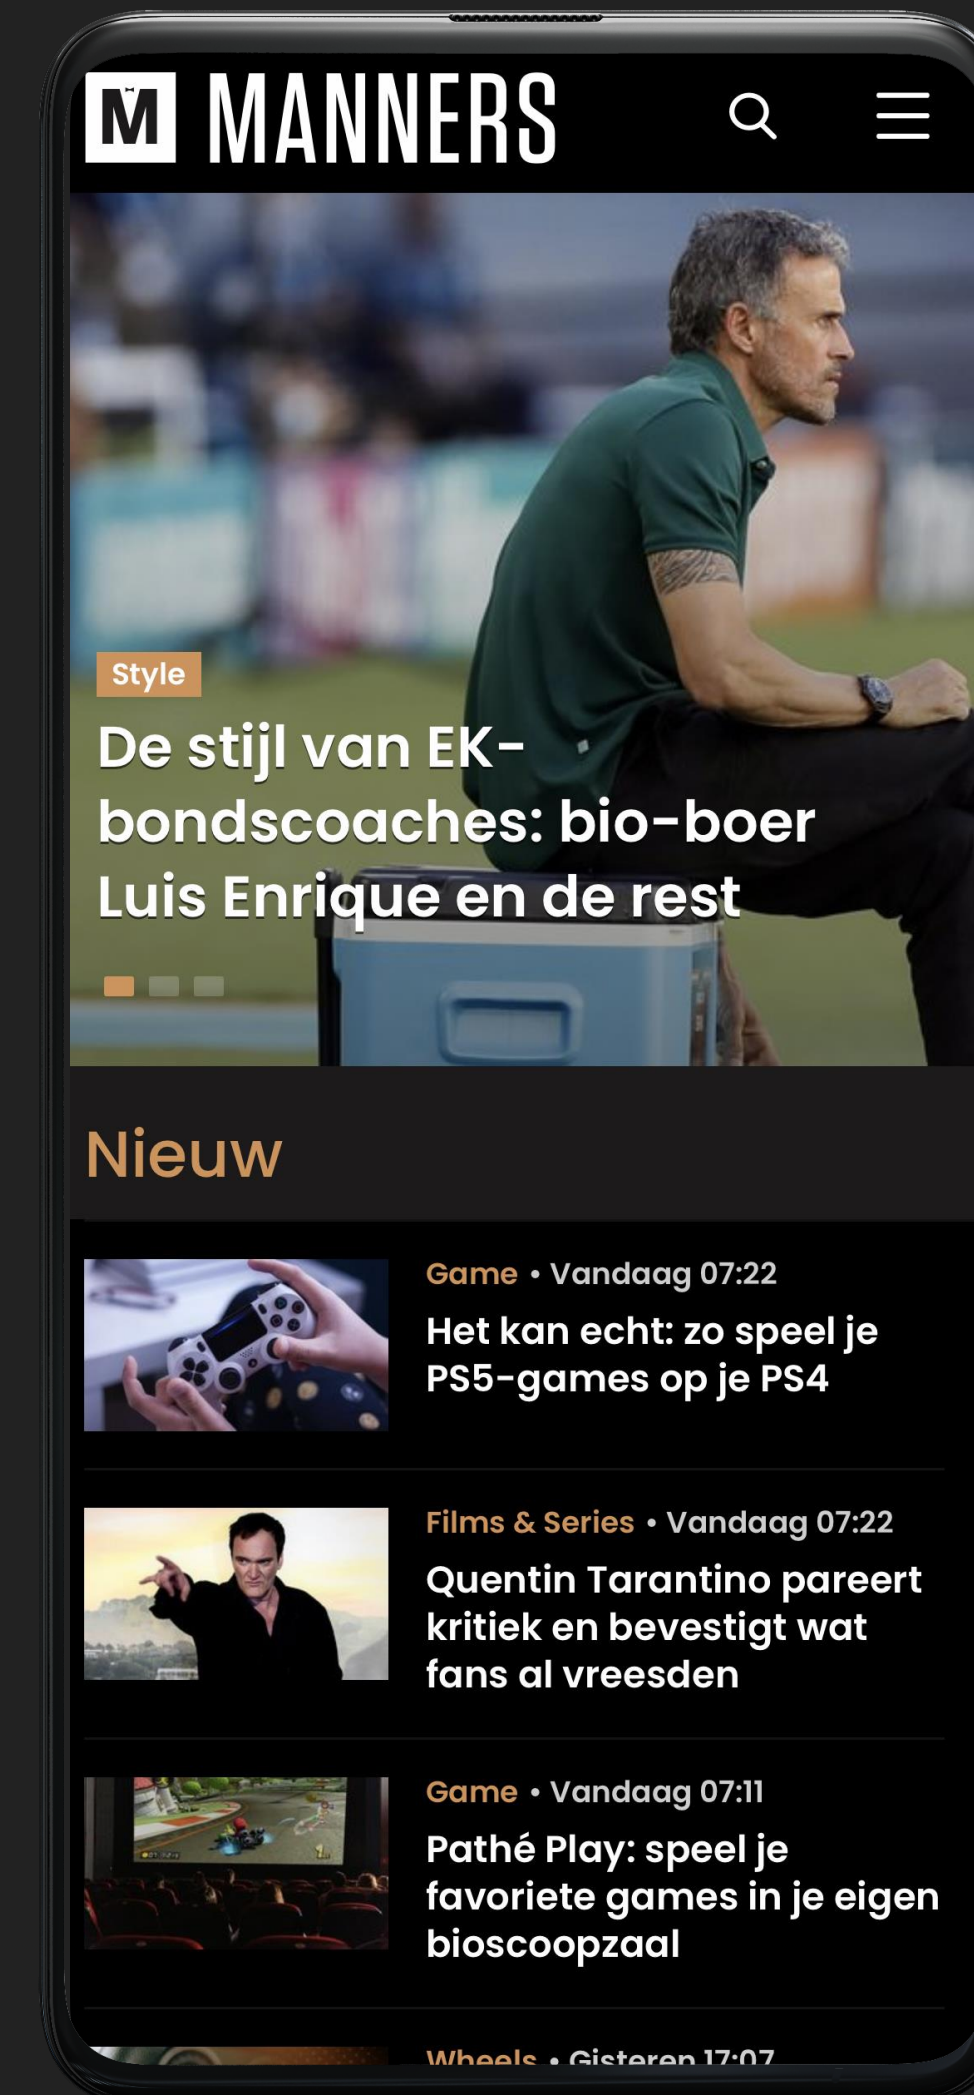 M MANNERS
Style
De stijl van EK-
bondscoaches: bio-boer
Luis Enrique en de rest
Nieuw
Game • Vandaag 07:22
Het kan echt: zo speel je
PS5-games op je PS4
Films & Series • Vandaag 07:22
Quentin Tarantino pareert
kritiek en bevestigt wat
fans al vreesden
Game • Vandaag 07:11
Pathé Play: speel je
favoriete games in je eigen
bioscoopzaal
Wheels • Gisteren 17:07